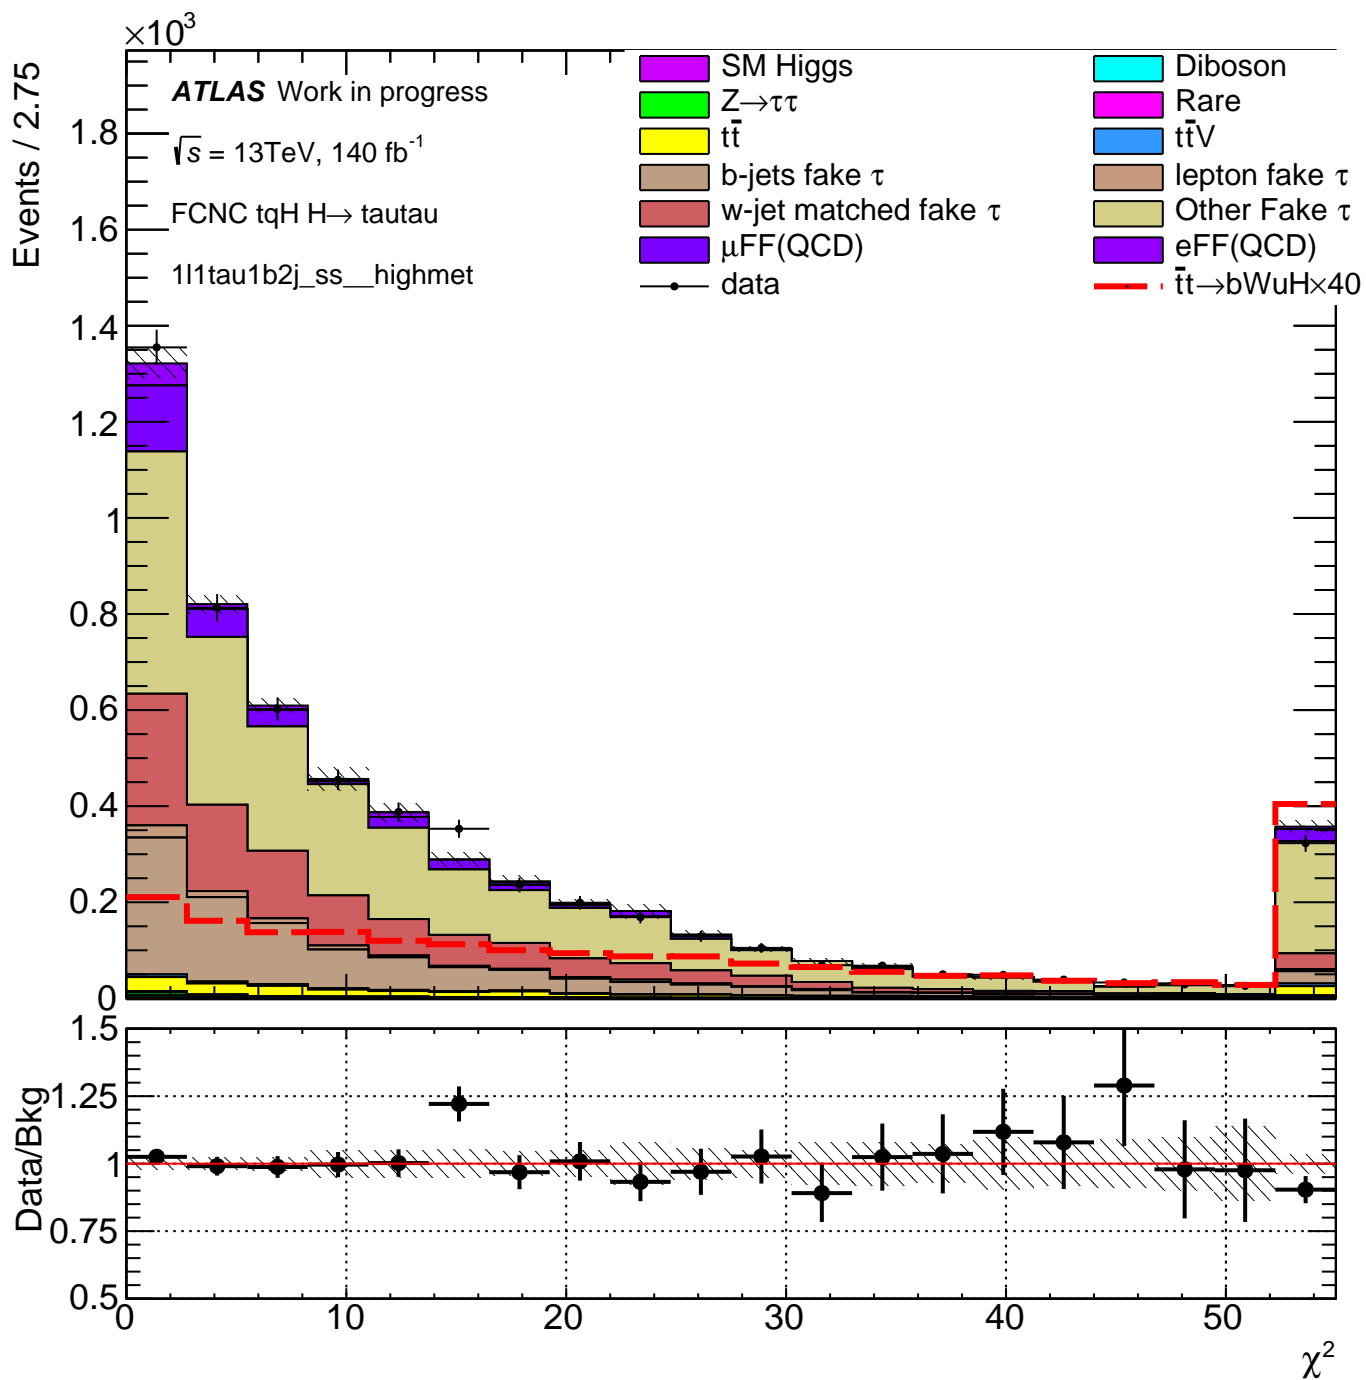 ×10³
Events / 2.75
1.8
1.6
1.4
1.2
1
0.8
0.6
0.4
0.2
0
ATLAS Work in progress
√s = 13TeV, 140 fb⁻¹
FCNC tqH H→ tautau
1l1tau1b2j_ss__highmet
SM Higgs
Diboson
Z→ττ
Rare
tt̄
tt̄V
b-jets fake τ
lepton fake τ
w-jet matched fake τ
Other Fake τ
μFF(QCD)
eFF(QCD)
data
t̄t→bWuH×40
Data/Bkg
1.5
1.25
1
0.75
0.5
0 10 20 30 40 50
χ²